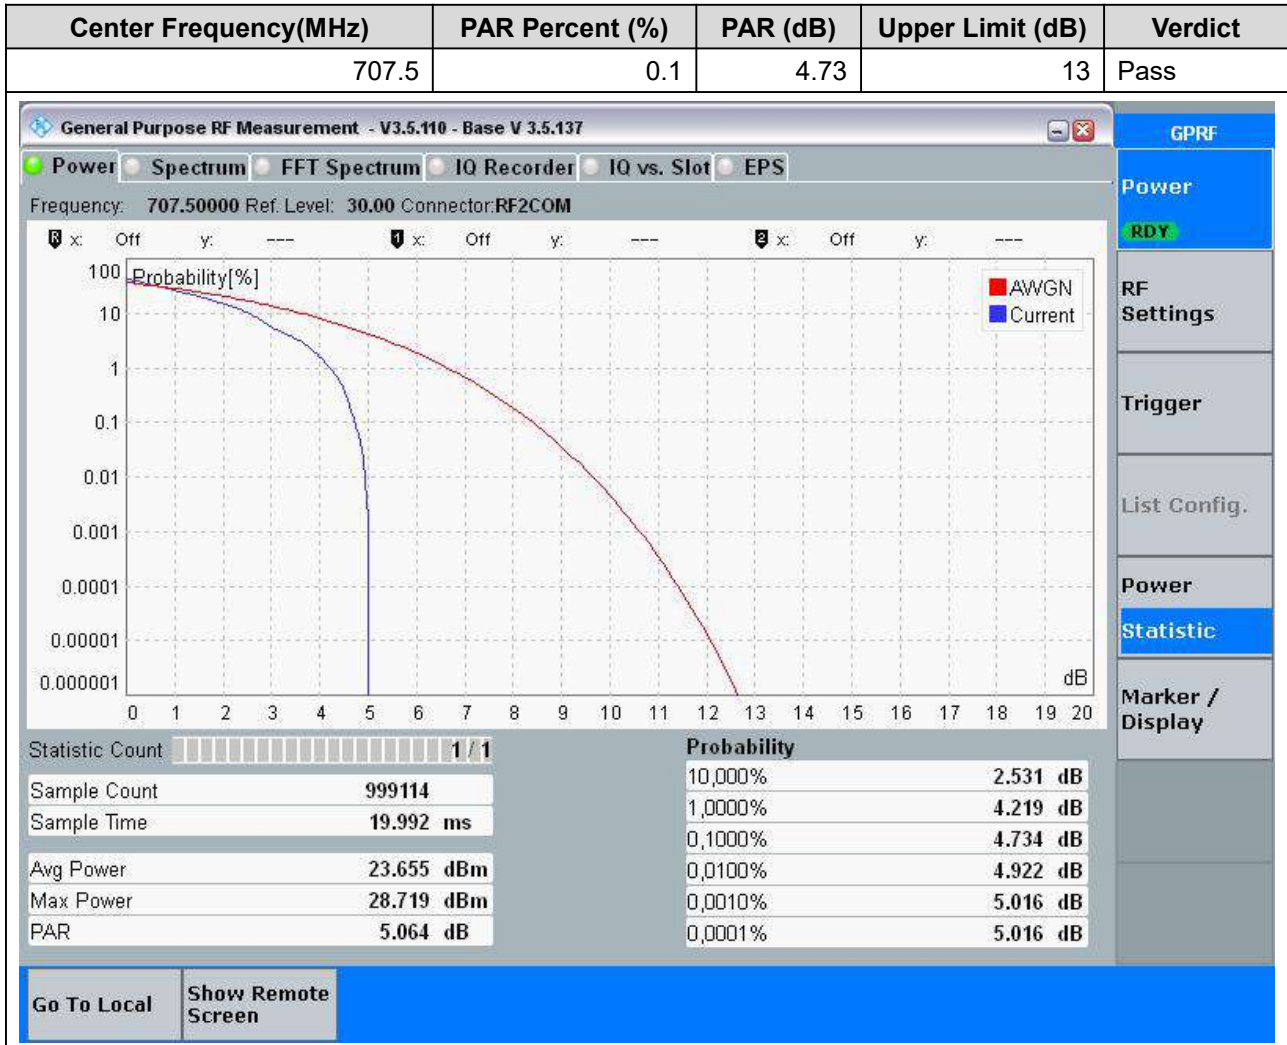 Center Frequency(MHz) PAR Percent (%) PAR (dB) Upper Limit (dB) Verdict
707.5 0.1 4.73 13 Pass
General Purpose RF Measurement - V3.5.110 - Base V 3.5.137
GPRF
Power Spectrum FFT Spectrum IQ Recorder IQ vs. Slot EPS
Power
RDY
Frequency: 707.50000 Ref. Level: 30.00 Connector:RF2COM
R x: Off y: --- 1 x: Off y: --- 2 x: Off y: ---
Probability[%]
AWGN
Current
100
10
1
0.1
0.01
0.001
0.0001
0.00001
0.000001
dB
0 1 2 3 4 5 6 7 8 9 10 11 12 13 14 15 16 17 18 19 20
RF
Settings
Trigger
List Config.
Power
Statistic
Marker /
Display
Statistic Count 1 / 1
Sample Count 999114
Sample Time 19.992 ms
Avg Power 23.655 dBm
Max Power 28.719 dBm
PAR 5.064 dB
Probability
10,000% 2.531 dB
1,0000% 4.219 dB
0,1000% 4.734 dB
0,0100% 4.922 dB
0,0010% 5.016 dB
0,0001% 5.016 dB
Go To Local
Show Remote
Screen